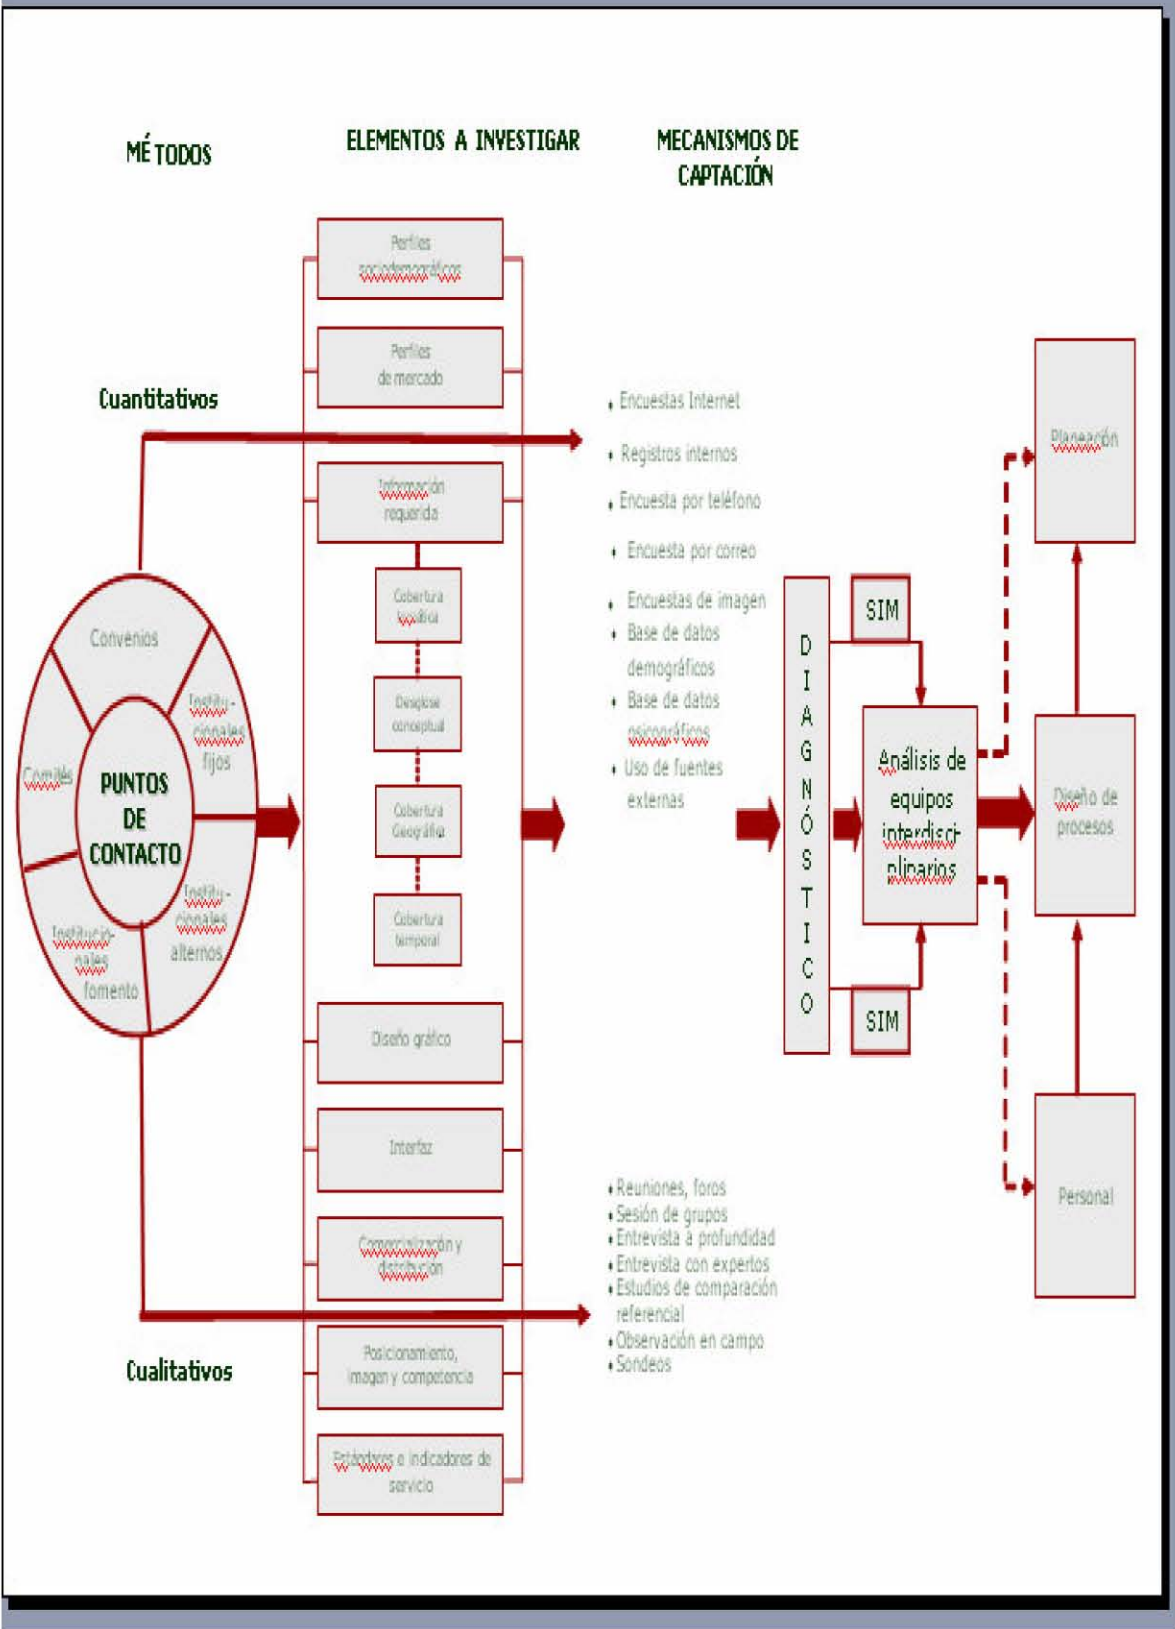 MÉTODOS
ELEMENTOS A INVESTIGAR
MECANISMOS DE
CAPTACIÓN
Cuantitativos
Convenios
Institu-
cionales
fijos
Comités
PUNTOS
DE
CONTACTO
Institu-
cionales
alternos
Institucio-
nales
fomento
Cualitativos
Perfiles
sociodemográficos
Perfiles
de mercado
Información
requerida
Cobertura
temática
Desglose
conceptual
Cobertura
Geográfica
Cobertura
temporal
Diseño gráfico
Interfaz
Comercialización y
distribución
Posicionamiento,
imagen y competencia
Estándares e indicadores de
servicio
• Encuestas Internet
• Registros internos
• Encuesta por teléfono
• Encuesta por correo
• Encuestas de imagen
• Base de datos
demográficos
• Base de datos
psicográficos
• Uso de fuentes
externas
• Reuniones, foros
• Sesión de grupos
• Entrevista a profundidad
• Entrevista con expertos
• Estudios de comparación
referencial
• Observación en campo
• Sondeos
D
I
A
G
N
Ó
S
T
I
C
O
SIM
Análisis de
equipos
interdisci-
plinarios
SIM
Planeación
Diseño de
procesos
Personal